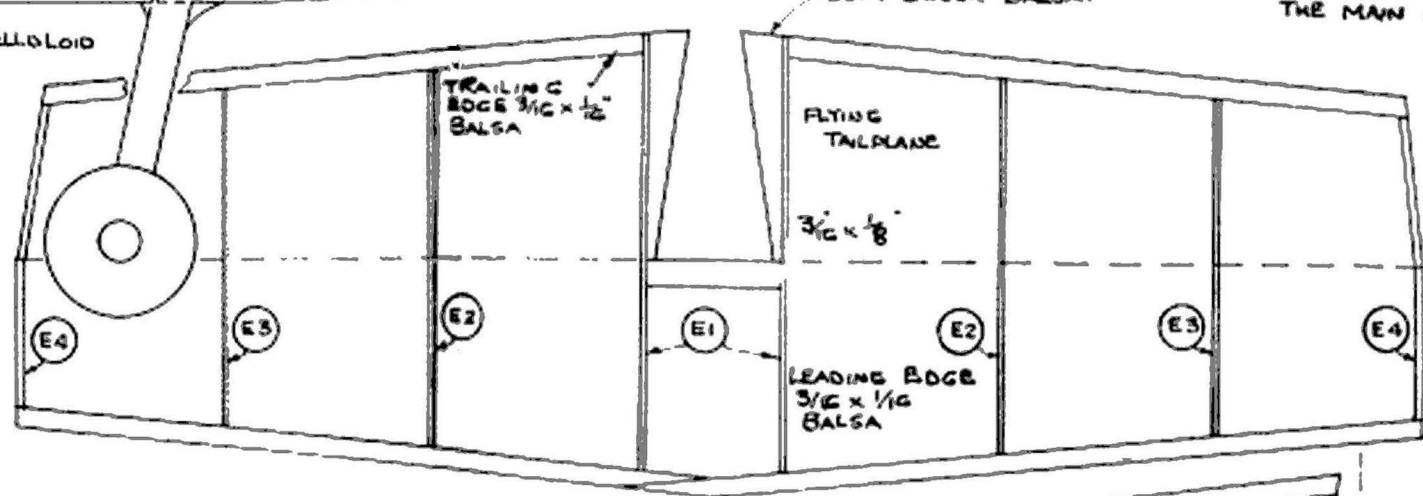 THE MAIN
TRAILING
EDGE 3/16 x 1/16"
BALSA
FLYING
TAILPLANE
3/16" x 1/8"
E4
E3
E2
E1
E2
E3
E4
LEADING EDGE
3/16 x 1/16
BALSA